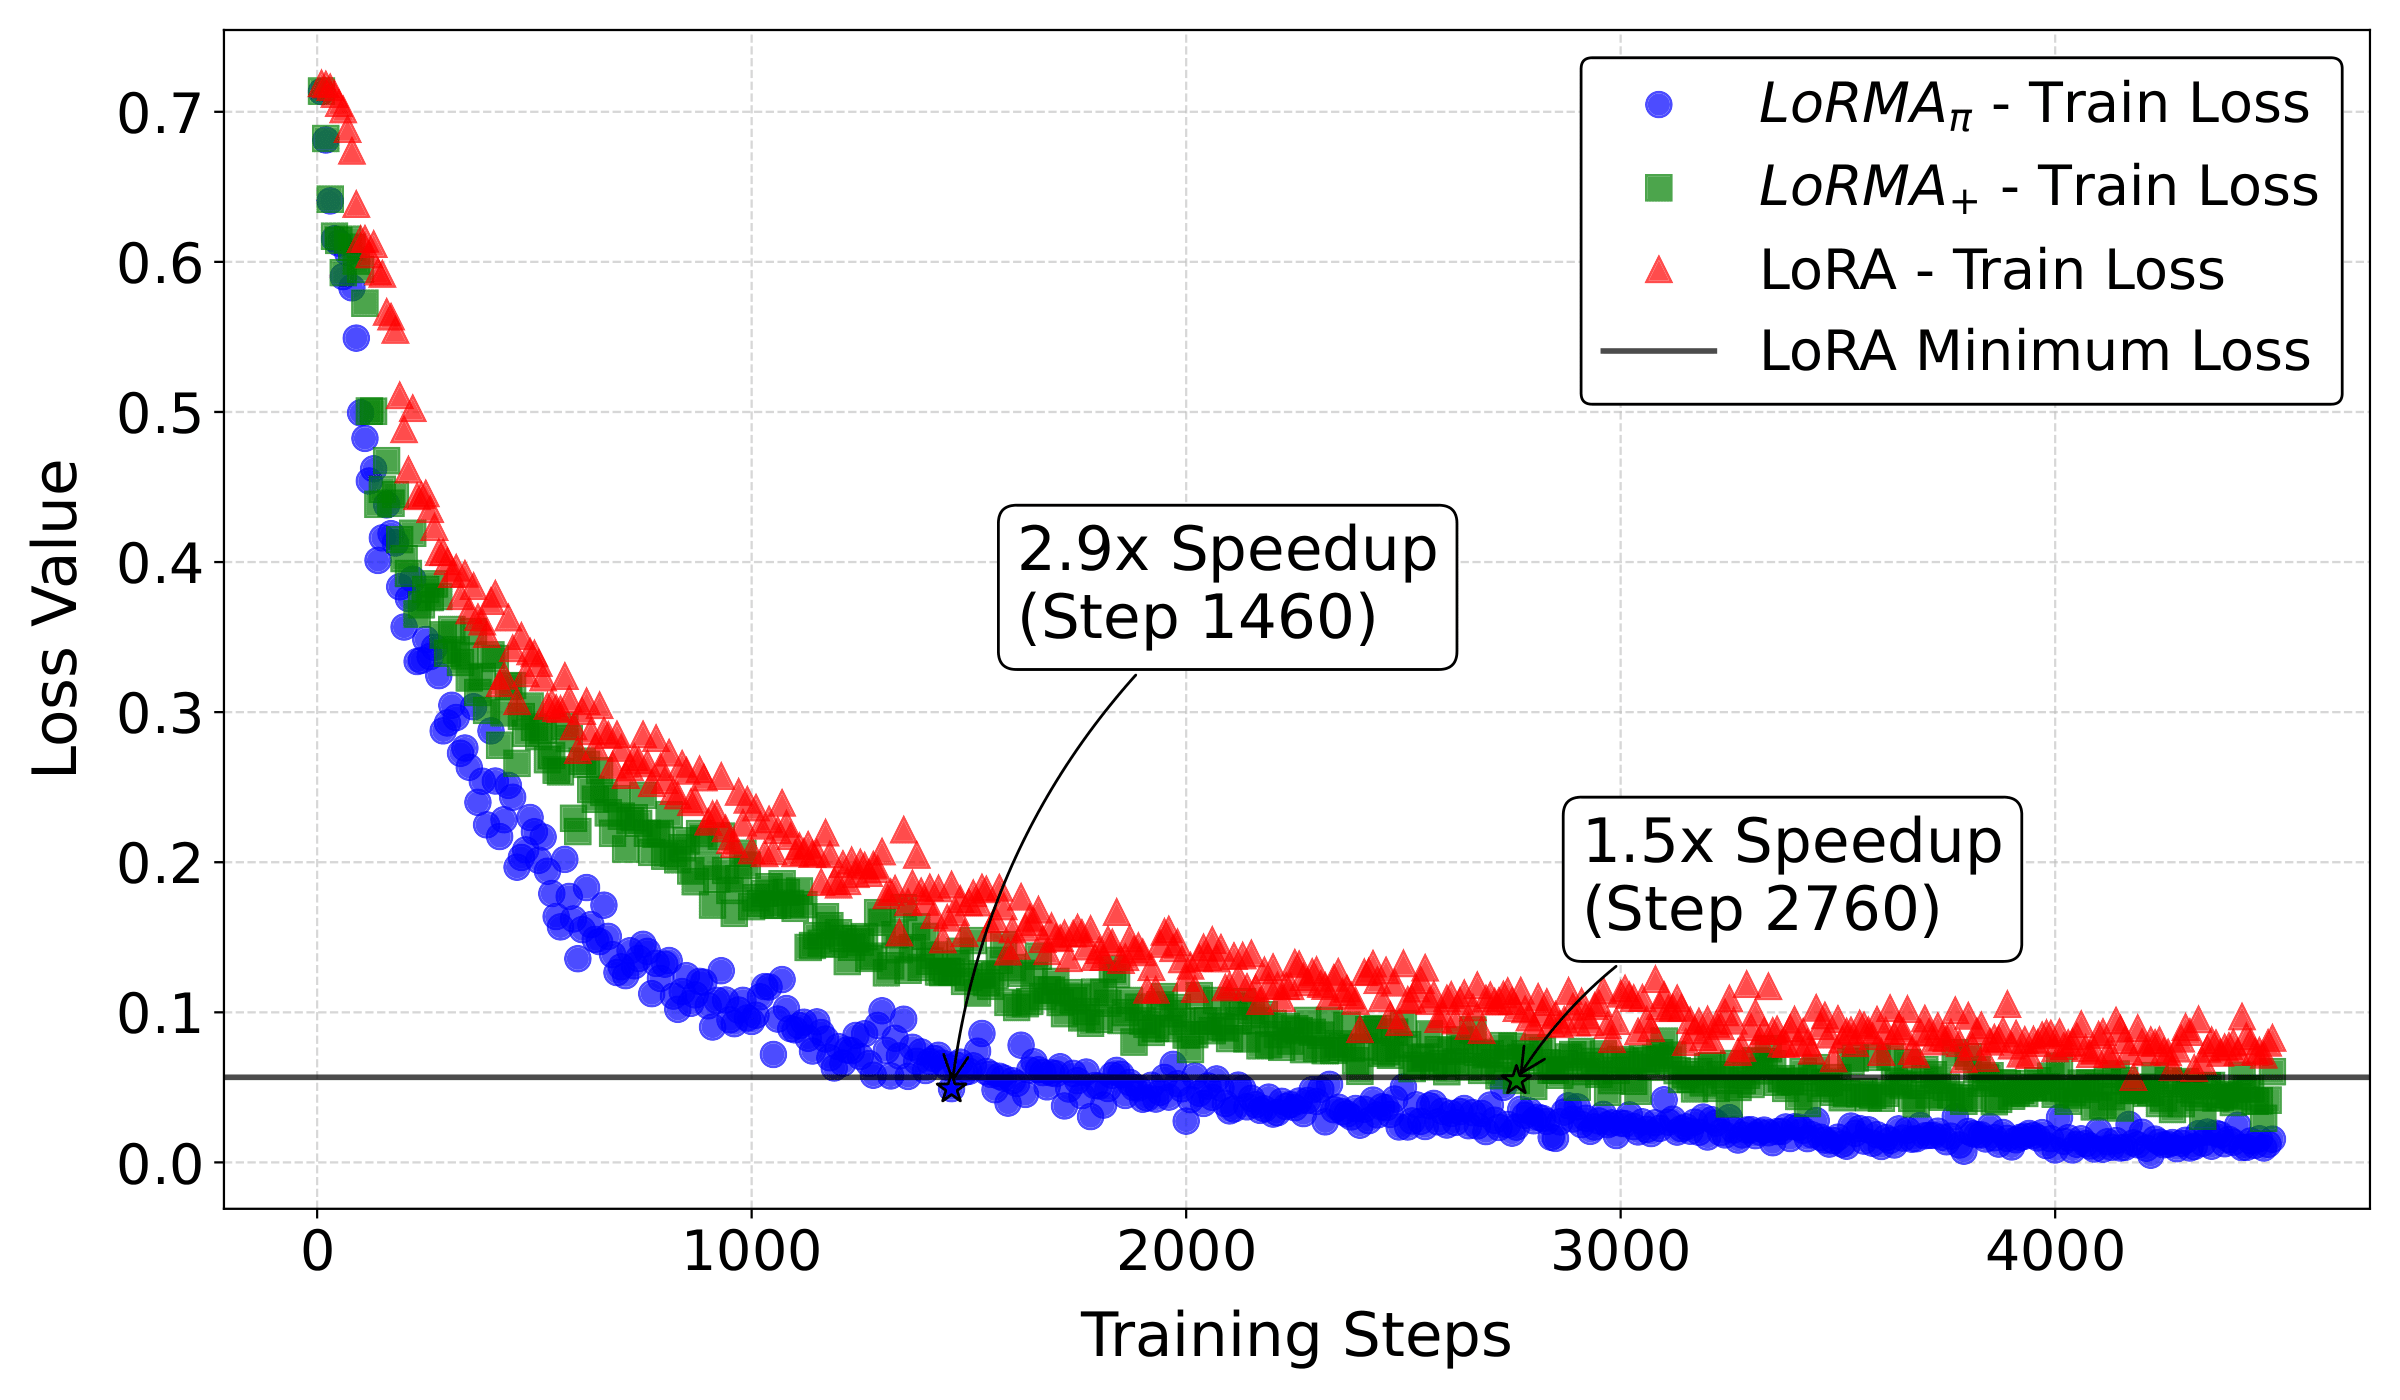 LoRMA_π - Train Loss
LoRMA_+ - Train Loss
LoRA - Train Loss
LoRA Minimum Loss
2.9x Speedup
(Step 1460)
1.5x Speedup
(Step 2760)
Loss Value
0.7
0.6
0.5
0.4
0.3
0.2
0.1
0.0
0 1000 2000 3000 4000
Training Steps